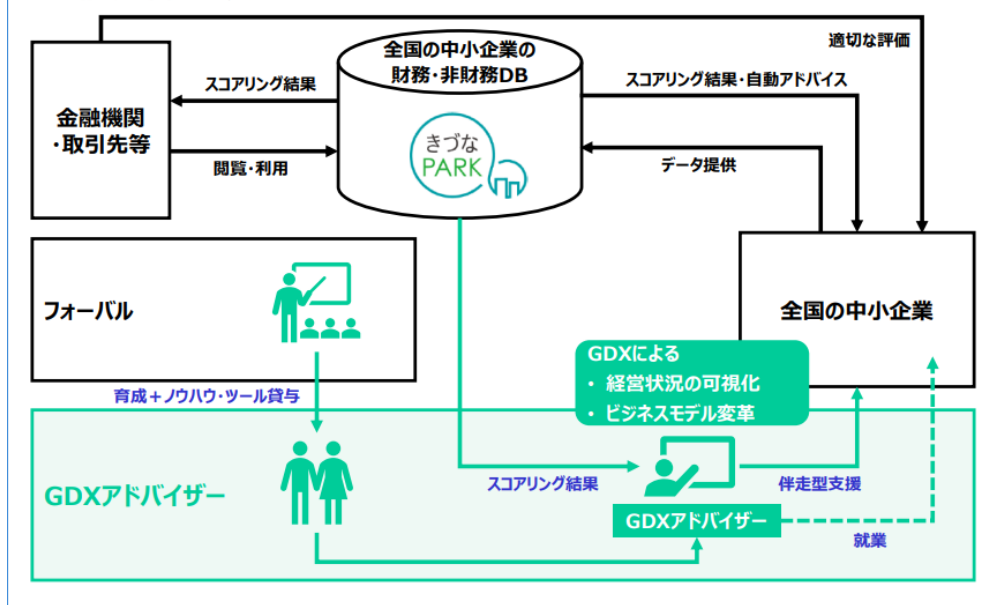 適切な評価
全国の中小企業の
財務・非財務DB
スコアリング結果
スコアリング結果・自動アドバイス
金融機関
・取引先等
きづな
PARK
閲覧・利用
データ提供
フォーバル
全国の中小企業
GDXによる
・ 経営状況の可視化
・ ビジネスモデル変革
育成＋ノウハウ・ツール貸与
GDXアドバイザー
スコアリング結果
伴走型支援
GDXアドバイザー
就業